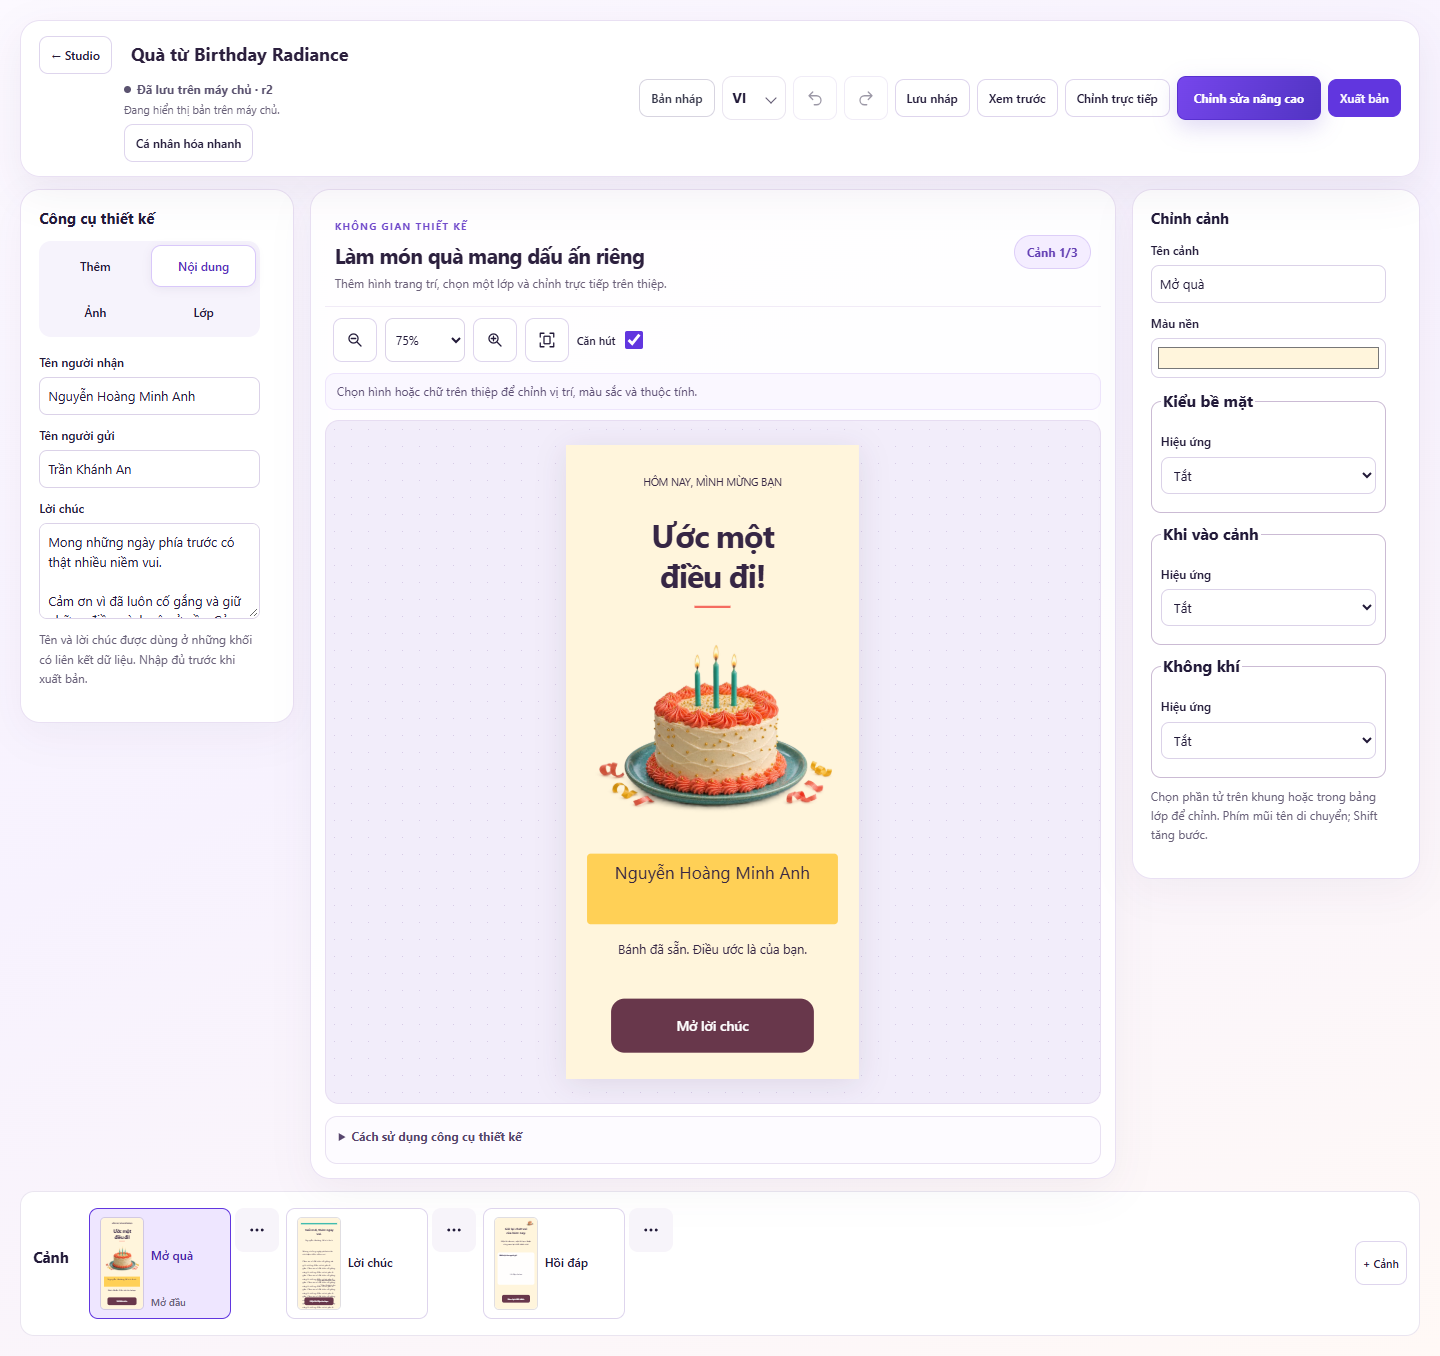 ← Studio
Quà từ Birthday Radiance
Đã lưu trên máy chủ · r2
Đang hiển thị bản trên máy chủ.
Cá nhân hóa nhanh
Bản nháp
VI
Lưu nháp
Xem trước
Chỉnh trực tiếp
Chỉnh sửa nâng cao
Xuất bản
Công cụ thiết kế
Thêm
Nội dung
Ảnh
Lớp
Tên người nhận
Nguyễn Hoàng Minh Anh
Tên người gửi
Trần Khánh An
Lời chúc
Mong những ngày phía trước có
thật nhiều niềm vui.
Cảm ơn vì đã luôn cố gắng và giữ
Tên và lời chúc được dùng ở những khối
có liên kết dữ liệu. Nhập đủ trước khi
xuất bản.
KHÔNG GIAN THIẾT KẾ
Làm món quà mang dấu ấn riêng
Thêm hình trang trí, chọn một lớp và chỉnh trực tiếp trên thiệp.
Cảnh 1/3
75%
Căn hút
Chọn hình hoặc chữ trên thiệp để chỉnh vị trí, màu sắc và thuộc tính.
HÔM NAY, MÌNH MỪNG BẠN
Ước một
điều đi!
Nguyễn Hoàng Minh Anh
Bánh đã sẵn. Điều ước là của bạn.
Mở lời chúc
Cách sử dụng công cụ thiết kế
Chỉnh cảnh
Tên cảnh
Mở quà
Màu nền
Kiểu bề mặt
Hiệu ứng
Tắt
Khi vào cảnh
Hiệu ứng
Tắt
Không khí
Hiệu ứng
Tắt
Chọn phần tử trên khung hoặc trong bảng
lớp để chỉnh. Phím mũi tên di chuyển; Shift
tăng bước.
Cảnh
Ước một
điều đi!
Mở quà
Mở đầu
Lời chúc
Hồi đáp
+ Cảnh